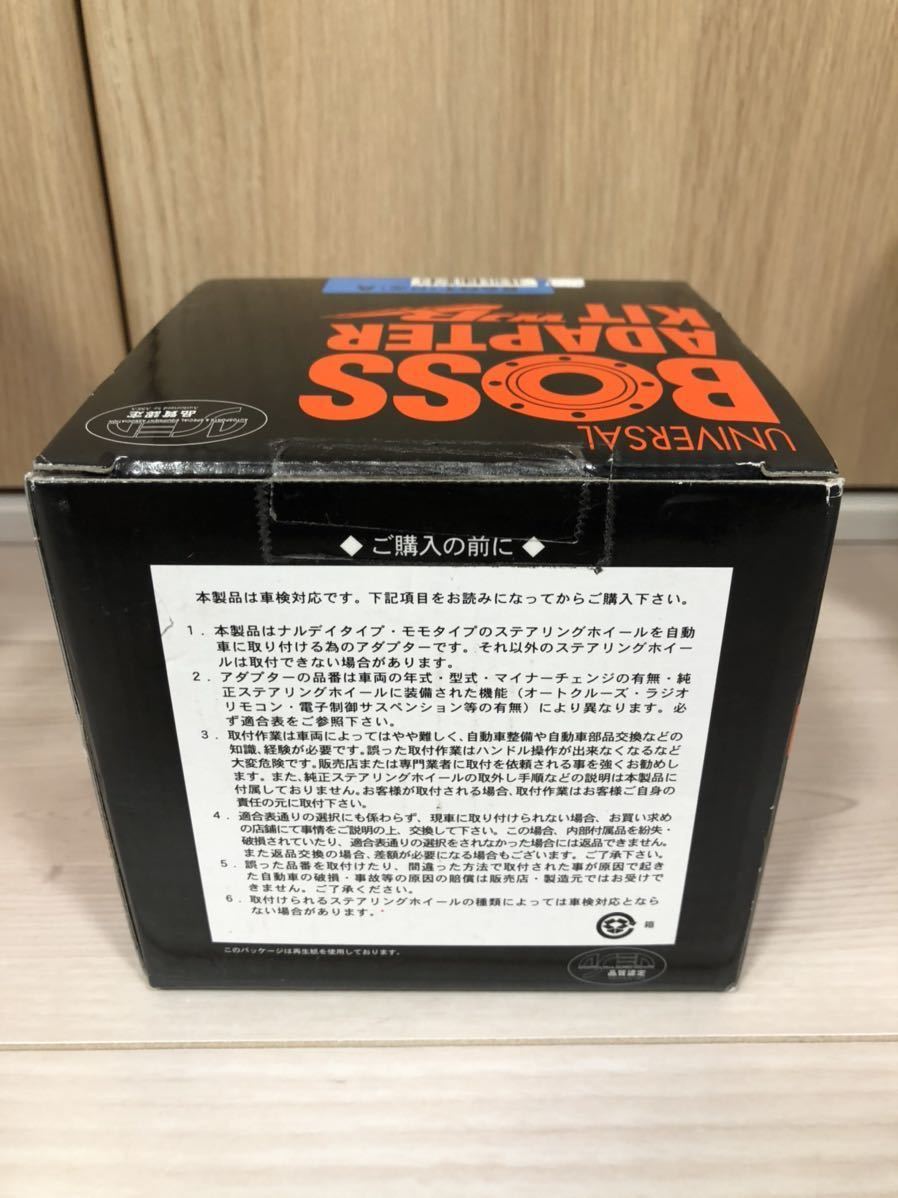 UNIVERSAL
BOSS
ADAPTER
KIT
AUTOSPORTS & SPECIAL EQUIPMENT ASSOCIATION
品質認定
Authorized by ASEA
◆ ご購入の前に ◆
本製品は車検対応です。下記項目をお読みになってからご購入下さい。
1．本製品はナルデイタイプ・モモタイプのステアリングホイールを自動
車に取り付ける為のアダプターです。それ以外のステアリングホイー
ルは取付できない場合があります。
2．アダプターの品番は車両の年式・型式・マイナーチェンジの有無・純
正ステアリングホイールに装備された機能（オートクルーズ・ラジオ
リモコン・電子制御サスペンション等の有無）により異なります。必
ず適合表をご参照下さい。
3．取付作業は車両によってはやや難しく、自動車整備や自動車部品交換などの
知識、経験が必要です。誤った取付作業はハンドル操作が出来なくなるなど
大変危険です。販売店または専門業者に取付を依頼される事を強くお勧めし
ます。また、純正ステアリングホイールの取外し手順などの説明は本製品に
付属しておりません。お客様が取付される場合、取付作業はお客様ご自身の
責任の元に取付下さい。
4．適合表通りの選択にも係わらず、現車に取り付けられない場合、お買い求め
の店舗にて事情をご説明の上、交換して下さい。この場合、内部付属品を紛失・
破損されていたり、適合表通りの選択をされなかった場合には返品できません。
また返品交換の場合、差額が必要になる場合もございます。ご了承下さい。
5．誤った品番を取付けたり、間違った方法で取付された事が原因で起き
た自動車の破損・事故等の原因の賠償は販売店・製造元ではお受けで
きません。ご了承ください。
6．取付けられるステアリングホイールの種類によっては車検対応となら
ない場合があります。
箱
このパッケージは再生紙を使用しております。
品質認定